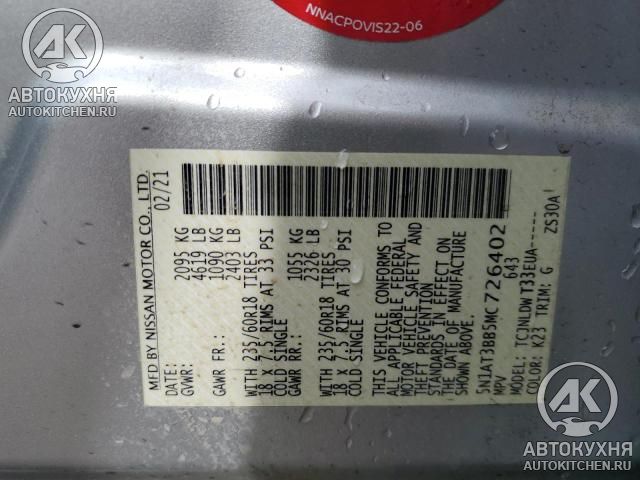 NNACPOVIS22-06
АК
АВТОКУХНЯ
AUTOKITCHEN.RU
MFD BY NISSAN MOTOR CO., LTD.
DATE: 02/21
GVWR: 2095 KG
4619 LB
GAWR FR.: 1090 KG
2403 LB
WITH 235/60R18 TIRES
18 x 7.5 RIMS AT 33 PSI
COLD SINGLE
GAWR RR.: 1055 KG
2326 LB
WITH 235/60R18 TIRES
18 x 7.5 RIMS AT 30 PSI
COLD SINGLE
THIS VEHICLE CONFORMS TO
ALL APPLICABLE FEDERAL
MOTOR VEHICLE SAFETY AND
THEFT PREVENTION
STANDARDS IN EFFECT ON
THE DATE OF MANUFACTURE
SHOWN ABOVE.
5N1AT3BB5MC726402
MPV 643
MODEL: TCJNLDW T33EUA-----
COLOR: K23 TRIM: G ZS30A
АК
АВТОКУХНЯ
AUTOKITCHEN.RU